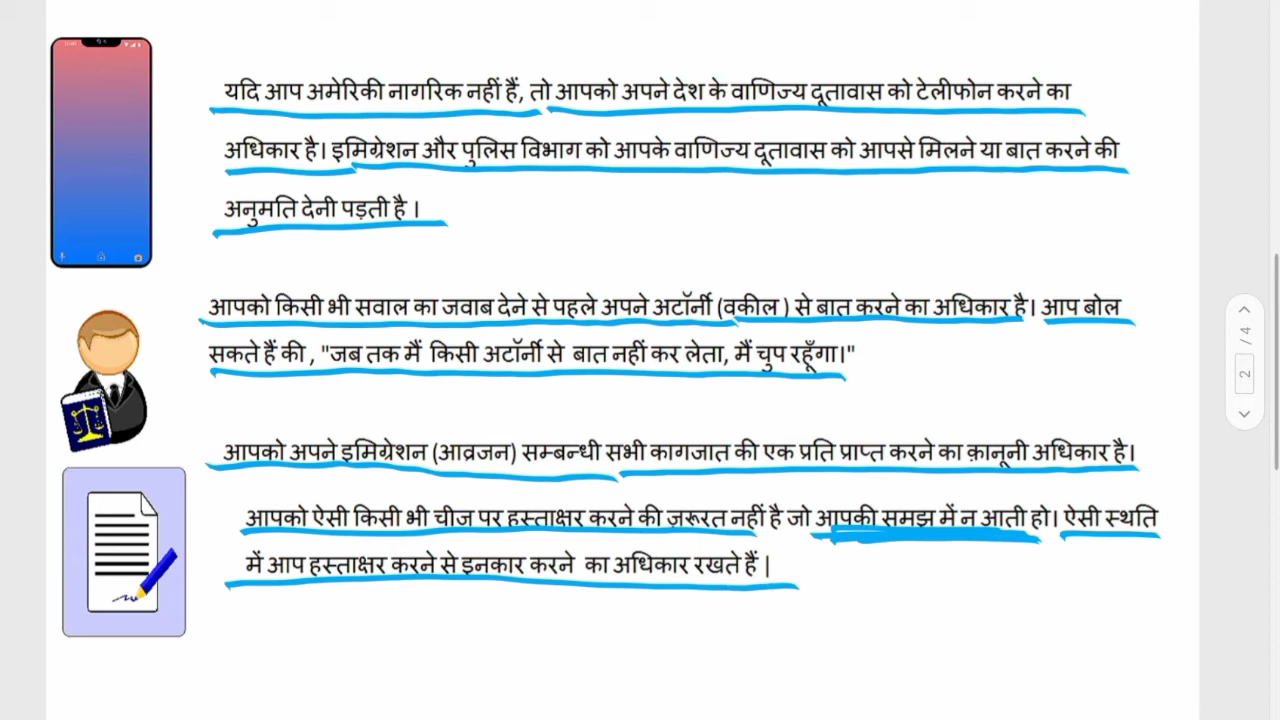 यदि आप अमेरिकी नागरिक नहीं हैं, तो आपको अपने देश के वाणिज्य दूतावास को टेलीफोन करने का
अधिकार है। इमिग्रेशन और पुलिस विभाग को आपके वाणिज्य दूतावास को आपसे मिलने या बात करने की
अनुमति देनी पड़ती है ।
आपको किसी भी सवाल का जवाब देने से पहले अपने अटॉर्नी (वकील ) से बात करने का अधिकार है। आप बोल
सकते हैं की , "जब तक मैं किसी अटॉर्नी से बात नहीं कर लेता, मैं चुप रहूँगा।"
आपको अपने इमिग्रेशन (आव्रजन) सम्बन्धी सभी कागजात की एक प्रति प्राप्त करने का क़ानूनी अधिकार है।
आपको ऐसी किसी भी चीज पर हस्ताक्षर करने की ज़रूरत नहीं है जो आपकी समझ में न आती हो। ऐसी स्थति
में आप हस्ताक्षर करने से इनकार करने का अधिकार रखते हैं |
2 / 4